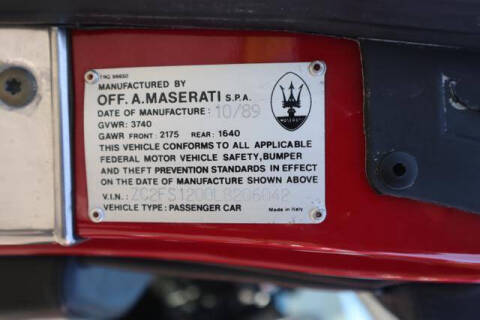 MANUFACTURED BY
OFF. A. MASERATI S.P.A.
DATE OF MANUFACTURE: 10/89
GVWR: 3740
GAWR FRONT: 2175 REAR: 1640
THIS VEHICLE CONFORMS TO ALL APPLICABLE
FEDERAL MOTOR VEHICLE SAFETY, BUMPER
AND THEFT PREVENTION STANDARDS IN EFFECT
ON THE DATE OF MANUFACTURE SHOWN ABOVE
V.I.N.:
VEHICLE TYPE: PASSENGER CAR
Made in Italy
MASERATI